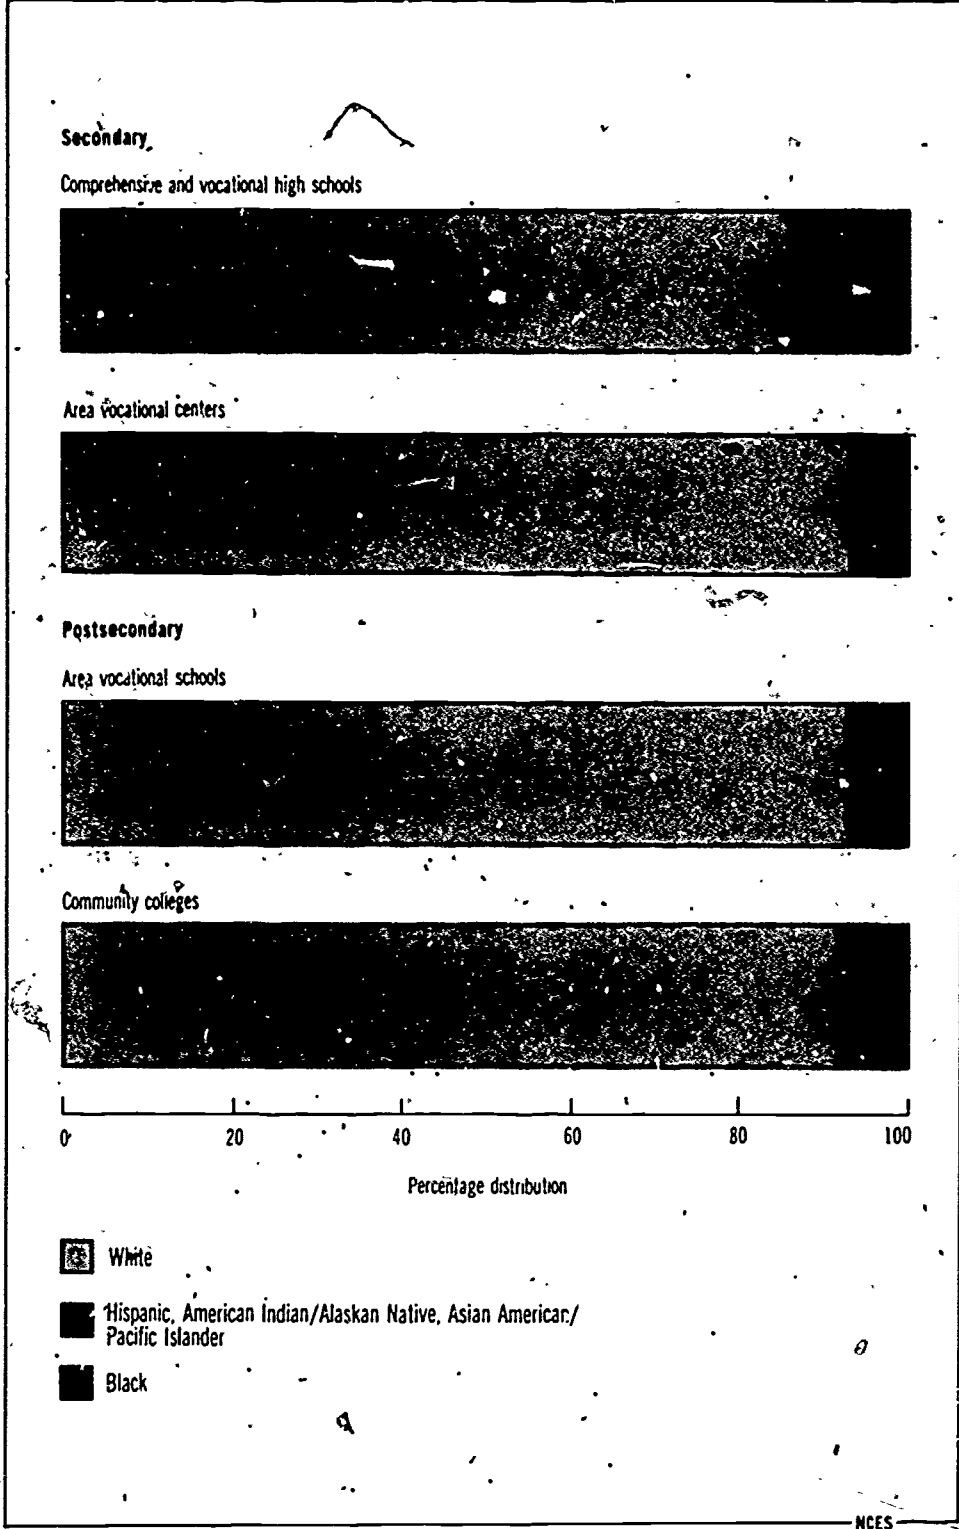 Secondary
Comprehensive and vocational high schools
Area vocational centers
Postsecondary
Area vocational schools
Community colleges
0 20 40 60 80 100
Percentage distribution
White
Hispanic, American Indian/Alaskan Native, Asian American/
Pacific Islander
Black
NCES